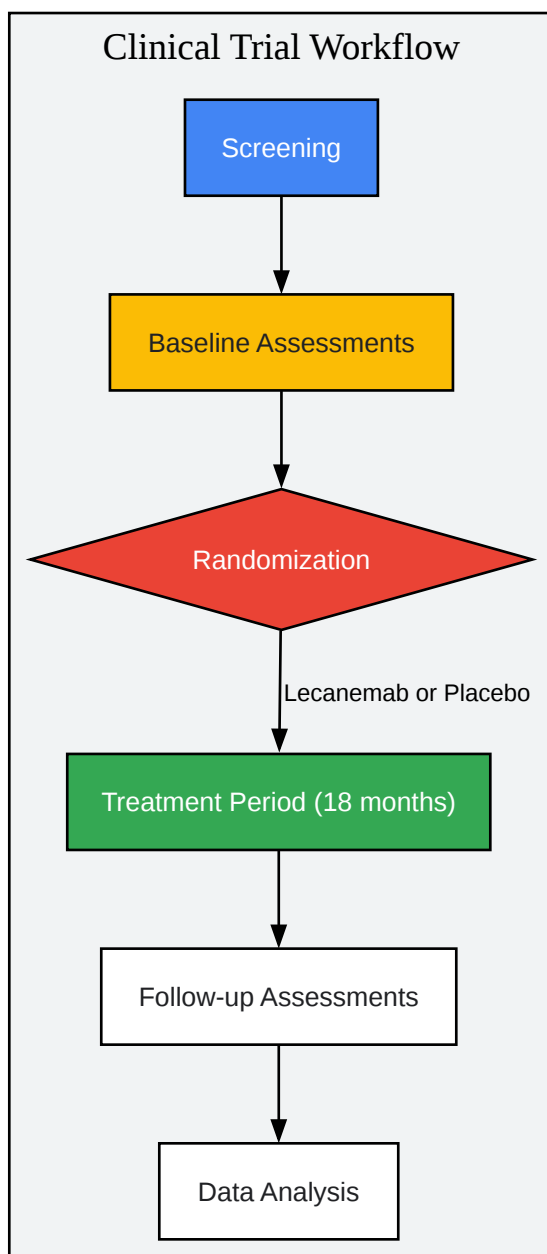 Clinical Trial Workflow
Screening
Baseline Assessments
Randomization
Lecanemab or Placebo
Treatment Period (18 months)
Follow-up Assessments
Data Analysis